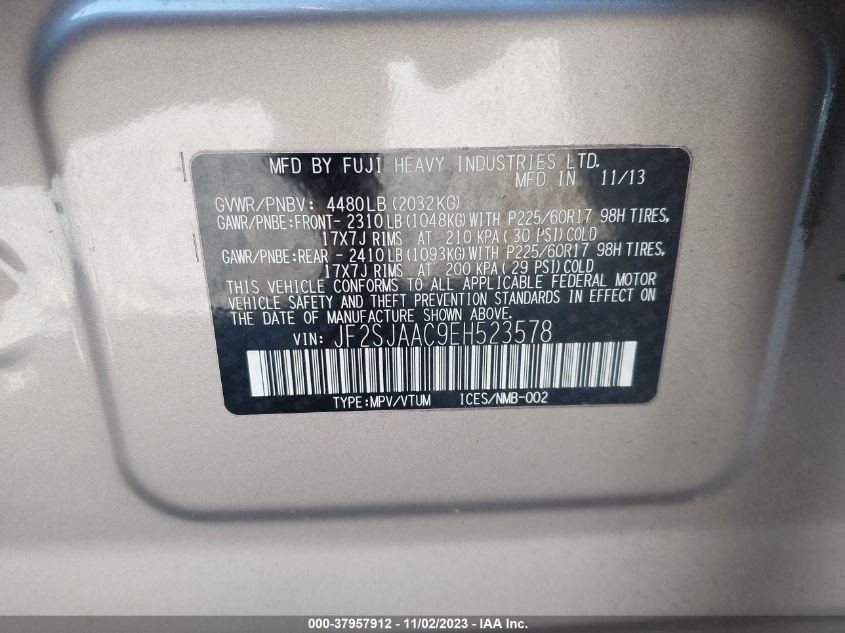 MFD BY FUJI HEAVY INDUSTRIES LTD.
MFD IN 11/13
GVWR/PNBV: 4480LB(2032KG)
GAWR/PNBE:FRONT- 2310LB(1048KG)WITH P225/60R17 98H TIRES,
17X7J RIMS AT 210 KPA(30 PSI)COLD
GAWR/PNBE:REAR - 2410LB(1093KG)WITH P225/60R17 98H TIRES,
17X7J RIMS AT 200 KPA(29 PSI)COLD
THIS VEHICLE CONFORMS TO ALL APPLICABLE FEDERAL MOTOR
VEHICLE SAFETY AND THEFT PREVENTION STANDARDS IN EFFECT ON
THE DATE OF MANUFACTURE SHOWN ABOVE.
VIN: JF2SJAAC9EH523578
TYPE:MPV/VTUM ICES/NMB-002
000-37957912 - 11/02/2023 - IAA Inc.